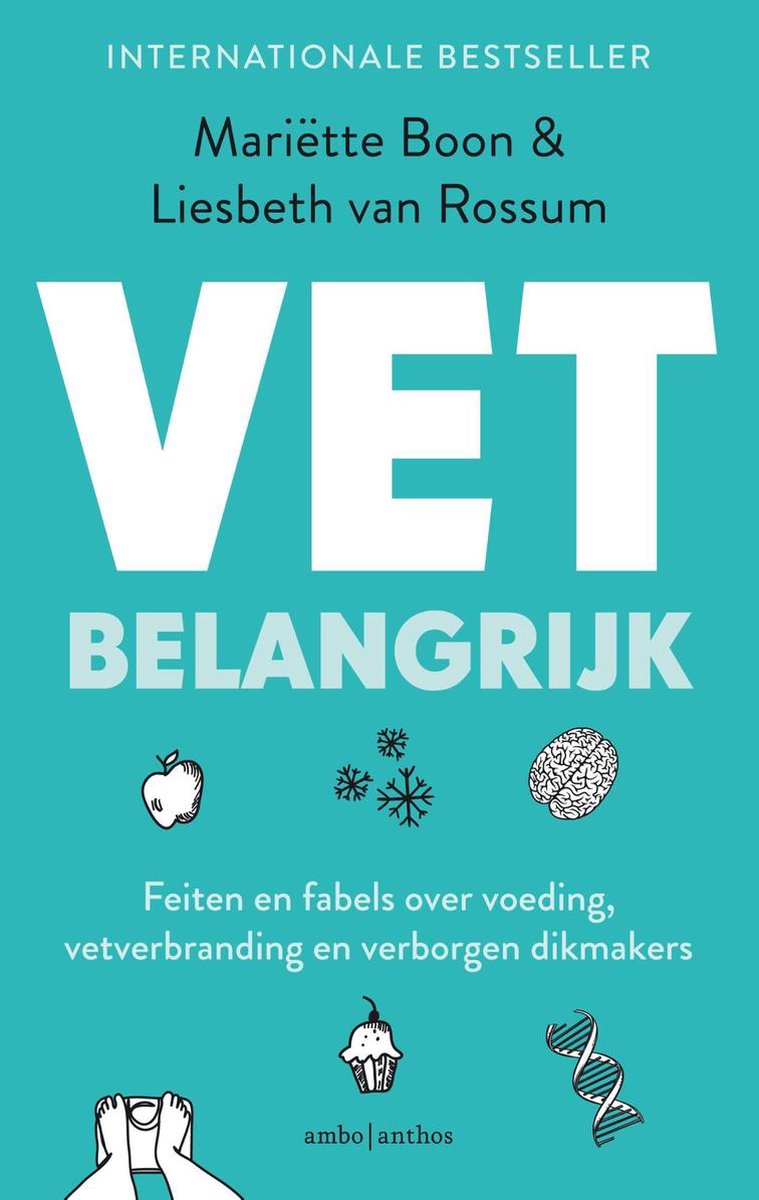 INTERNATIONALE BESTSELLER
Mariëtte Boon &
Liesbeth van Rossum
VET
BELANGRIJK
Feiten en fabels over voeding,
vetverbranding en verborgen dikmakers
ambo|anthos